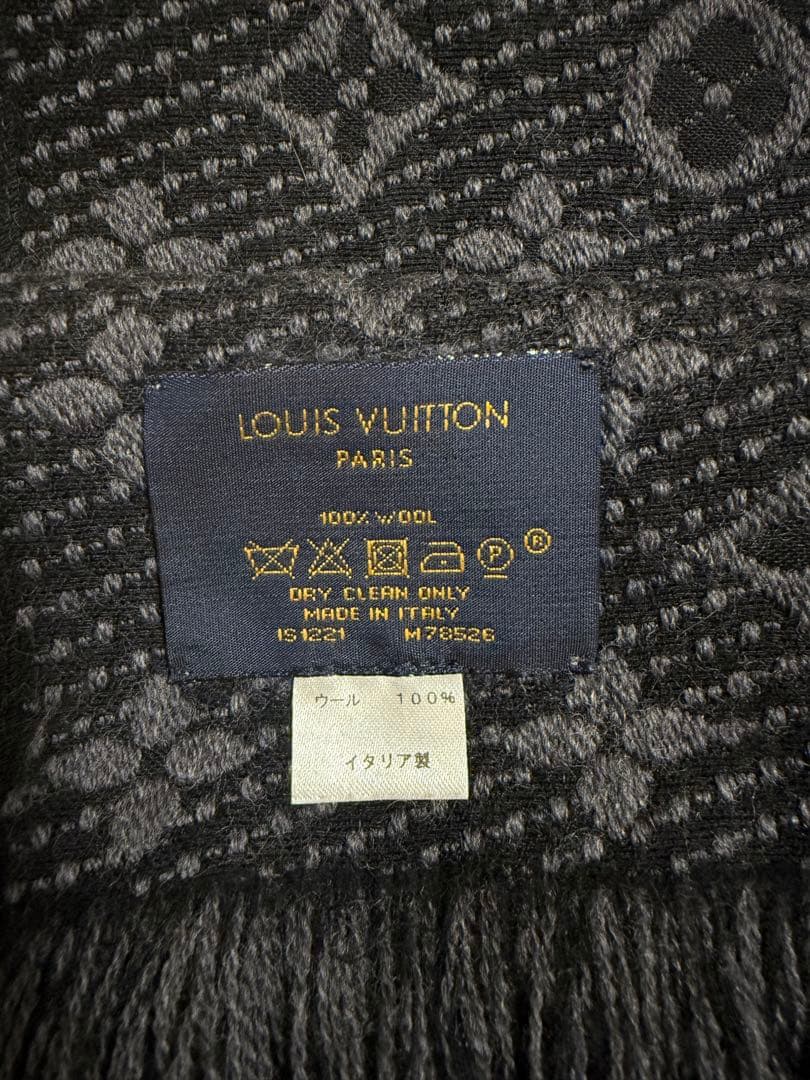 LOUIS VUITTON
PARIS
100% WOOL
P ®
DRY CLEAN ONLY
MADE IN ITALY
IS1221 M78526
ウール 100%
イタリア製